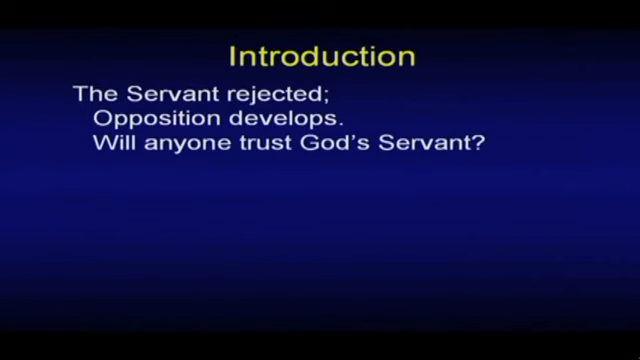 Introduction
The Servant rejected;
Opposition develops.
Will anyone trust God's Servant?